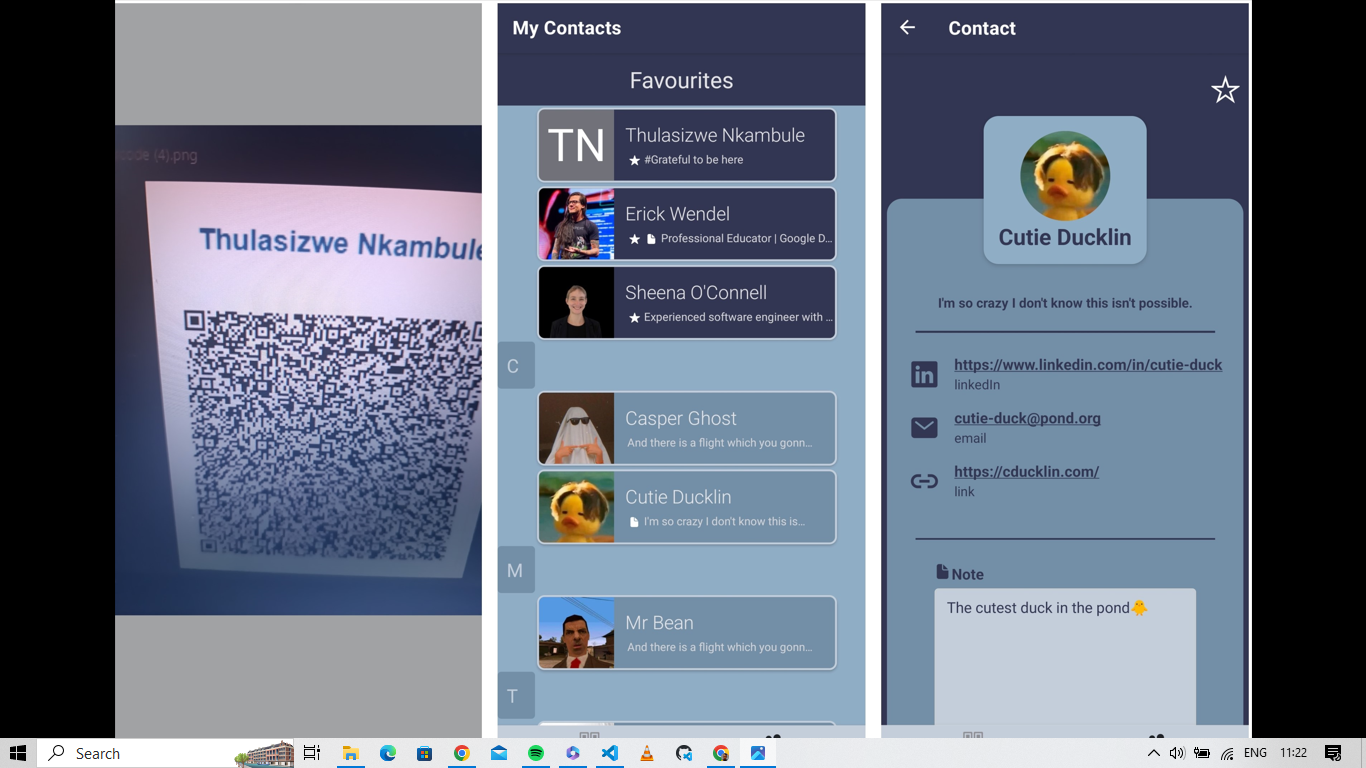 code (4).png
Thulasizwe Nkambule
My Contacts
Favourites
TN
Thulasizwe Nkambule
#Grateful to be here
Erick Wendel
Professional Educator | Google D...
Sheena O'Connell
Experienced software engineer with ...
C
Casper Ghost
And there is a flight which you gonn...
Cutie Ducklin
I'm so crazy I don't know this is...
M
Mr Bean
And there is a flight which you gonn...
T
Contact
Cutie Ducklin
I'm so crazy I don't know this isn't possible.
https://www.linkedin.com/in/cutie-duck
linkedIn
cutie-duck@pond.org
email
https://cducklin.com/
link
Note
The cutest duck in the pond🐥
Search
ENG
11:22